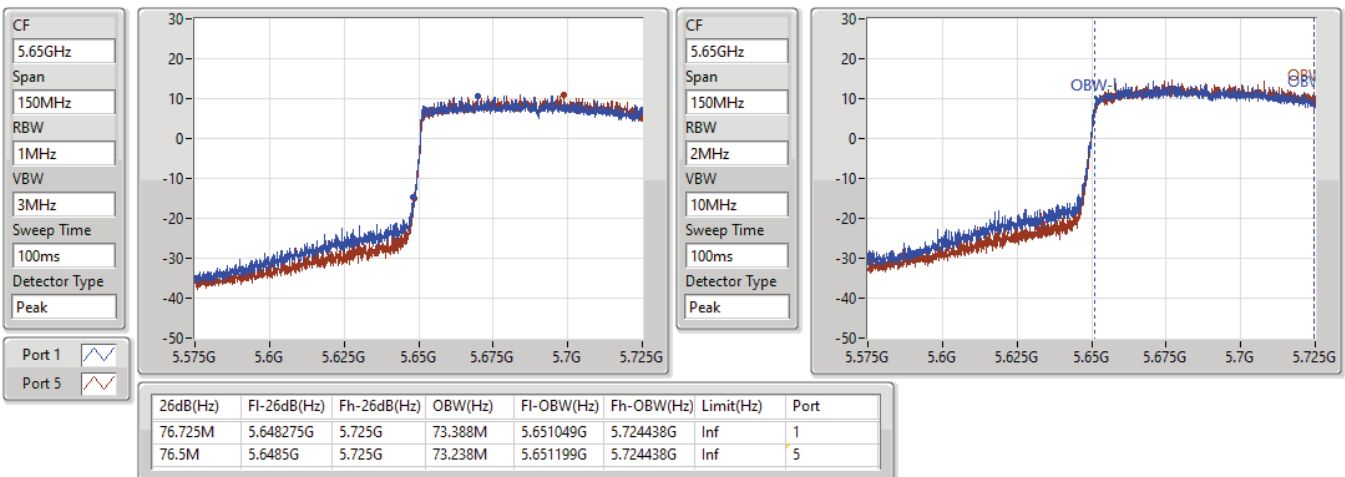 CF
5.65GHz
Span
150MHz
RBW
1MHz
VBW
3MHz
Sweep Time
100ms
Detector Type
Peak
Port 1
Port 5
30
20
10
0
-10
-20
-30
-40
-50
5.575G 5.6G 5.625G 5.65G 5.675G 5.7G 5.725G
CF
5.65GHz
Span
150MHz
RBW
2MHz
VBW
10MHz
Sweep Time
100ms
Detector Type
Peak
30
20
10
0
-10
-20
-30
-40
-50
OBW-
OBV
OBV
5.575G 5.6G 5.625G 5.65G 5.675G 5.7G 5.725G
26dB(Hz) Fl-26dB(Hz) Fh-26dB(Hz) OBW(Hz) Fl-OBW(Hz) Fh-OBW(Hz) Limit(Hz) Port
76.725M 5.648275G 5.725G 73.388M 5.651049G 5.724438G Inf 1
76.5M 5.6485G 5.725G 73.238M 5.651199G 5.724438G Inf 5